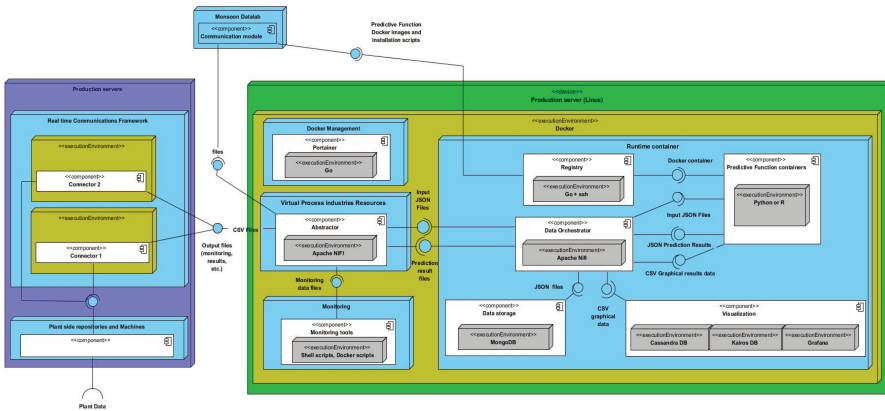 Monsoon Datalab
<<component>>
Communication module
Predictive Function
Docker images and
installation scripts
Production servers
Real time Communications Framework
<<executionEnvironment>>
<<component>>
Connector 2
<<executionEnvironment>>
<<component>>
Connector 1
Plant side repositories and Machines
<<component>>
Plant Data
files
CSV Files
Output files
(monitoring,
results,
etc.)
<<device>>
Production server (Linux)
<<executionEnvironment>>
Docker
Docker Management
<<component>>
Portainer
<<executionEnvironment>>
Go
Virtual Process industries Resources
<<component>>
Abstractor
<<executionEnvironment>>
Apache NIFI
Monitoring
data files
Monitoring
<<component>>
Monitoring tools
<<executionEnvironment>>
Shell scripts, Docker scripts
Input
JSON
Files
Prediction
result
files
Runtime container
<<component>>
Registry
<<executionEnvironment>>
Go + ssh
Docker container
<<component>>
Predictive Function containers
<<executionEnvironment>>
Python or R
Input JSON Files
<<component>>
Data Orchestrator
<<executionEnvironment>>
Apache Nifi
JSON Prediction Results
CSV Graphical results data
JSON files
CSV
graphical
data
<<component>>
Data storage
<<executionEnvironment>>
MongoDB
<<component>>
Visualization
<<executionEnvironment>>
Cassandra DB
<<executionEnvironment>>
Kairos DB
<<executionEnvironment>>
Grafana